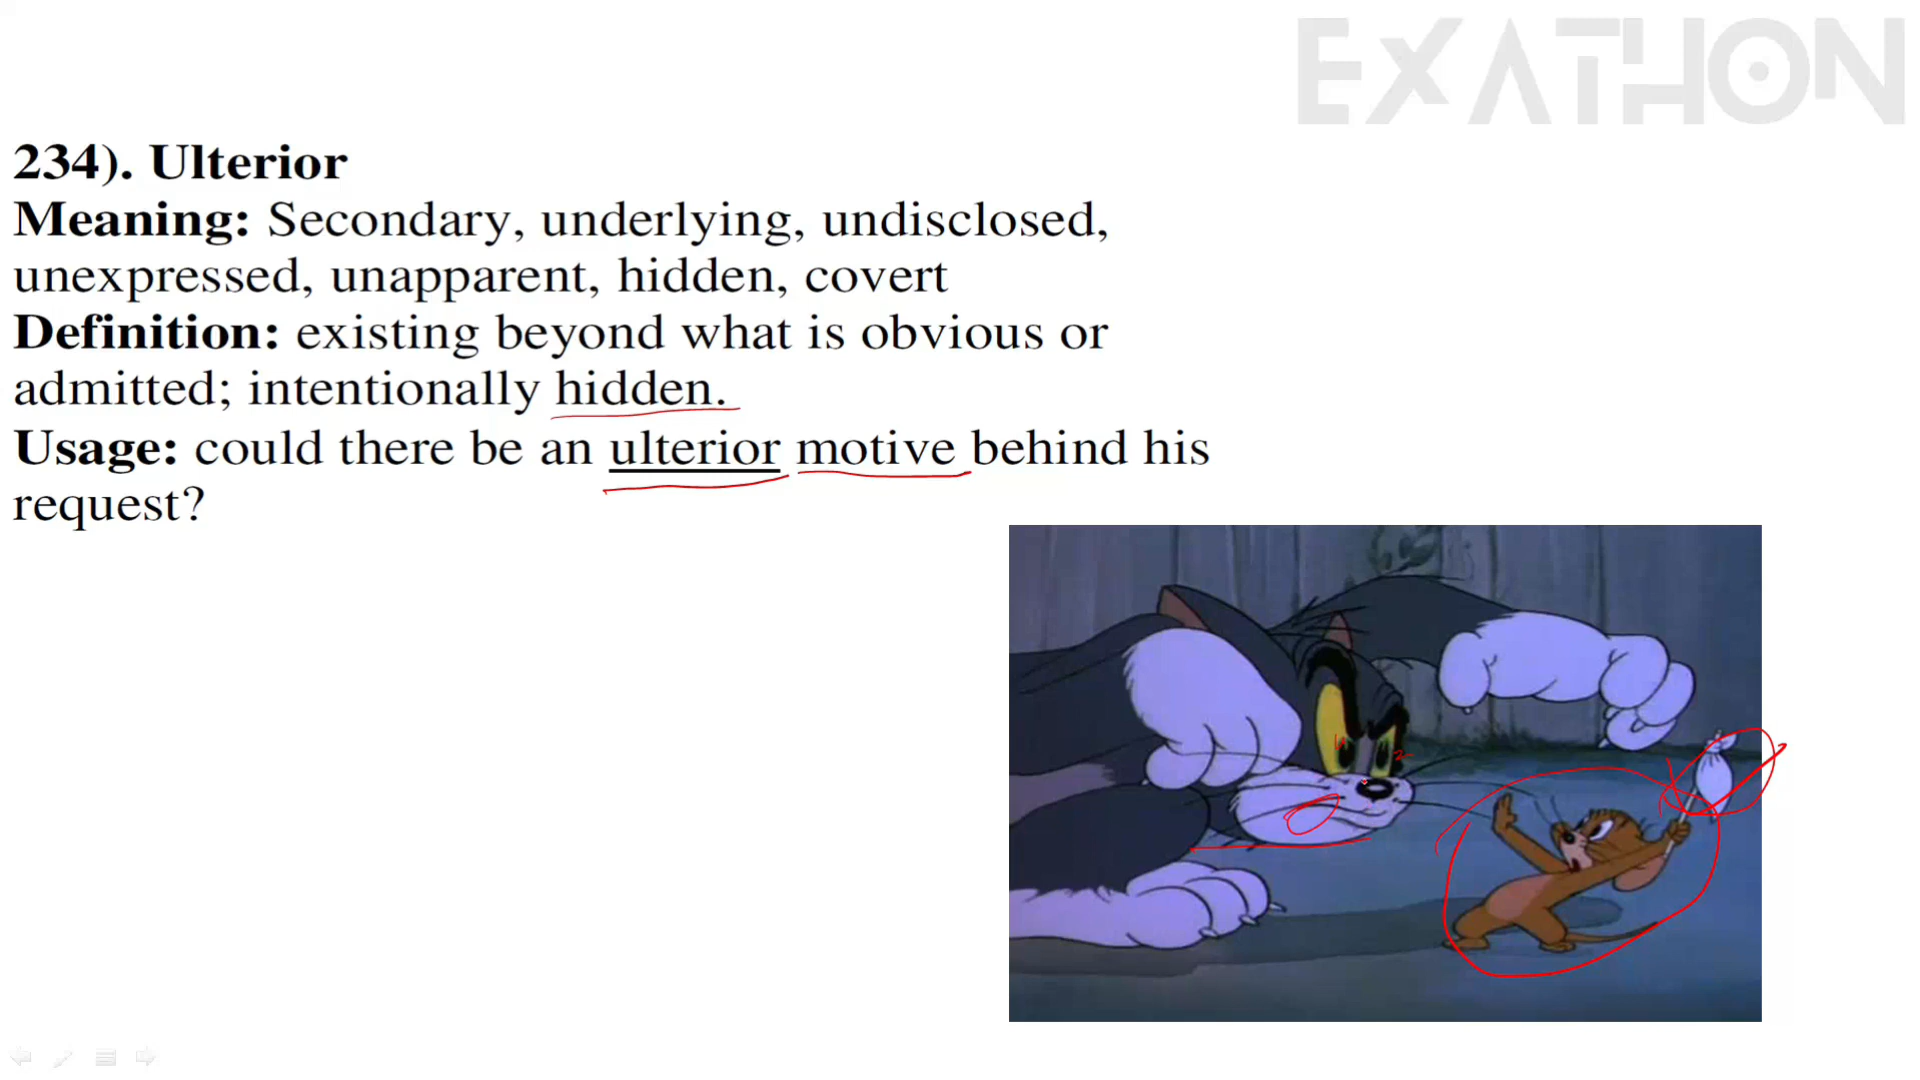 EXATHON
234). Ulterior
Meaning: Secondary, underlying, undisclosed,
unexpressed, unapparent, hidden, covert
Definition: existing beyond what is obvious or
admitted; intentionally hidden.
Usage: could there be an ulterior motive behind his
request?